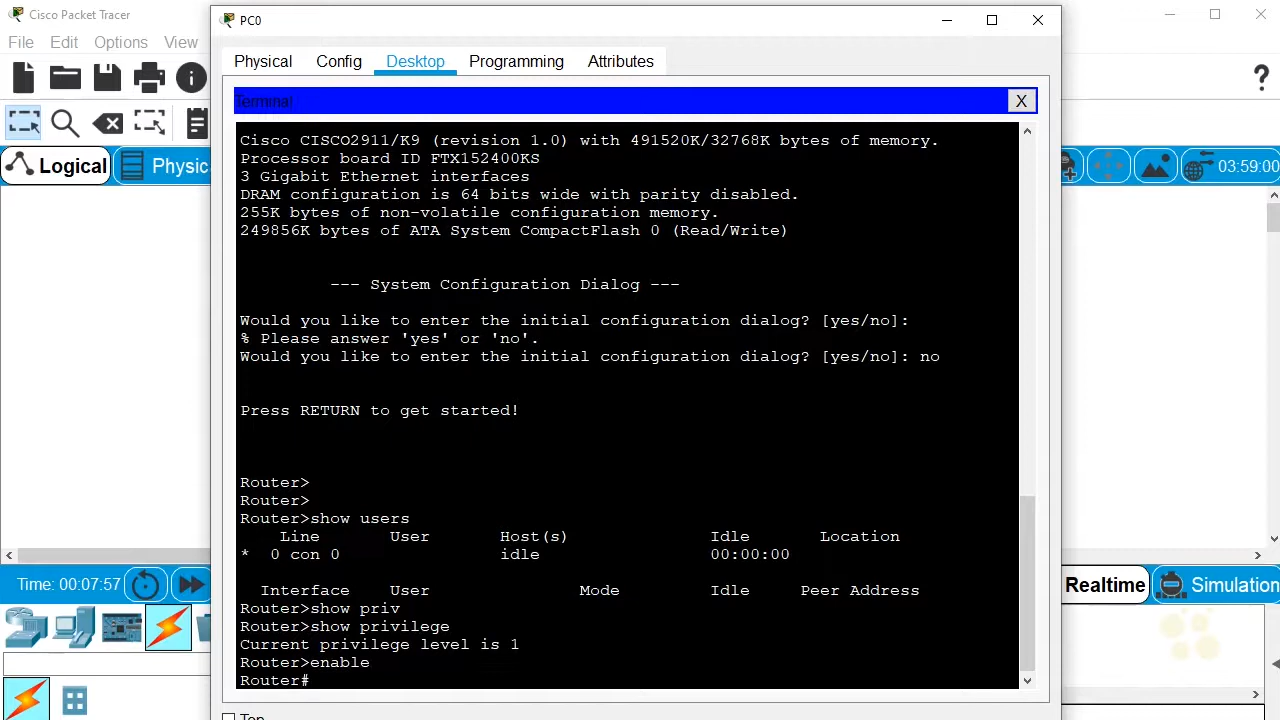 Cisco Packet Tracer
PC0
File Edit Options View
Physical Config Desktop Programming Attributes
Terminal
X
Logical
Physic
03:59:00
Cisco CISCO2911/K9 (revision 1.0) with 491520K/32768K bytes of memory.
Processor board ID FTX152400KS
3 Gigabit Ethernet interfaces
DRAM configuration is 64 bits wide with parity disabled.
255K bytes of non-volatile configuration memory.
249856K bytes of ATA System CompactFlash 0 (Read/Write)
--- System Configuration Dialog ---
Would you like to enter the initial configuration dialog? [yes/no]:
% Please answer 'yes' or 'no'.
Would you like to enter the initial configuration dialog? [yes/no]: no
Press RETURN to get started!
Router>
Router>
Router>show users
Line User Host(s) Idle Location
* 0 con 0 idle 00:00:00
Interface User Mode Idle Peer Address
Router>show priv
Router>show privilege
Current privilege level is 1
Router>enable
Router#
Time: 00:07:57
Realtime
Simulation
Top